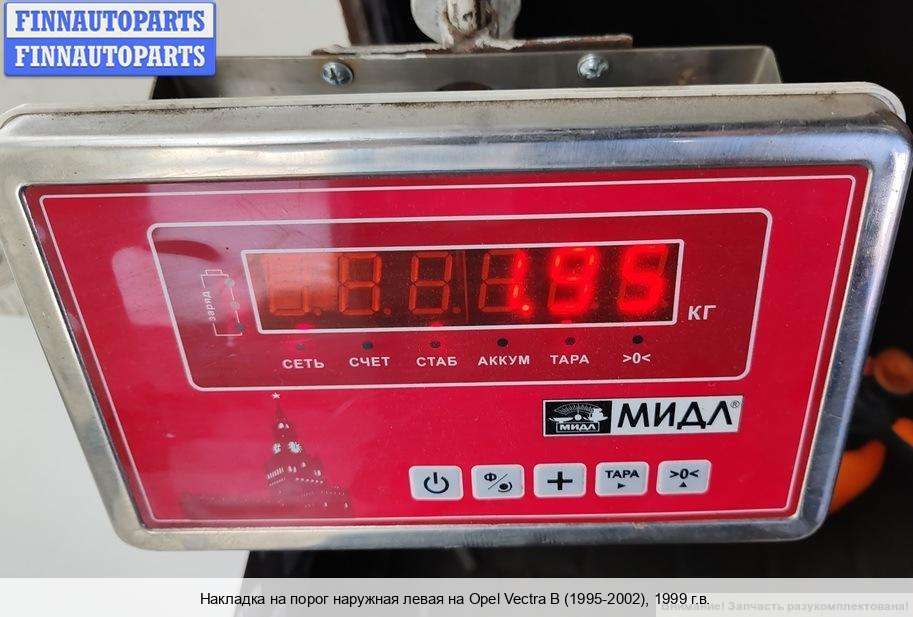 FINNAUTOPARTS
FINNAUTOPARTS
заряд
1.95
КГ
СЕТЬ СЧЕТ СТАБ АККУМ ТАРА >0<
МИДЛ МИДЛ®
Ф/ + ТАРА >0<
Накладка на порог наружная левая на Opel Vectra B (1995-2002), 1999 г.в.
Внимание! Запчасть разукомплектована!